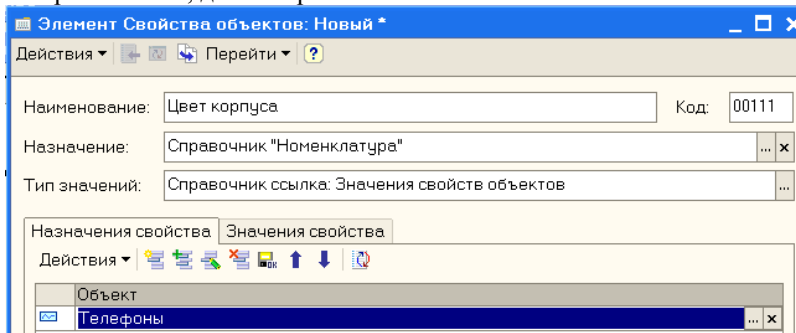 Элемент Свойства объектов: Новый *
Действия Перейти ?
Наименование: Цвет корпуса Код: 00111
Назначение: Справочник "Номенклатура" ... x
Тип значений: Справочник ссылка: Значения свойств объектов ...
Назначения свойства Значения свойства
Действия
Объект
Телефоны ... x